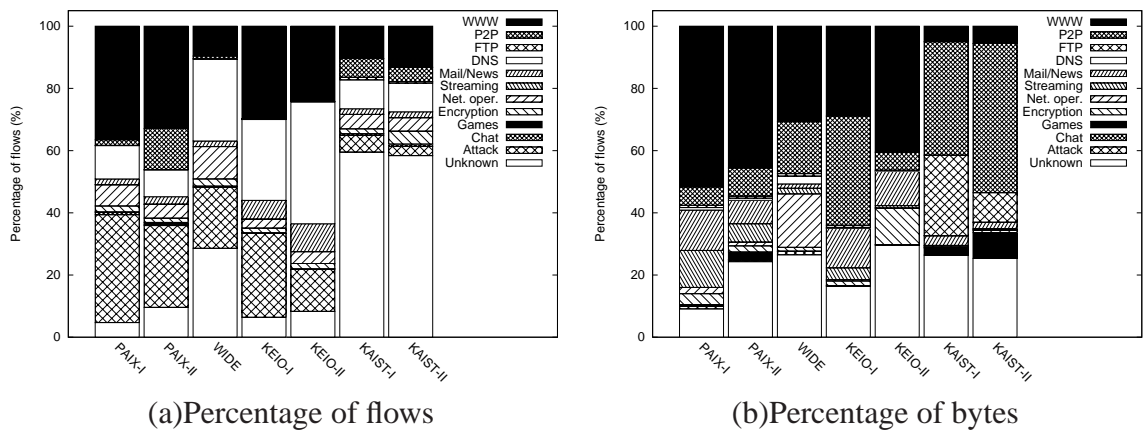 100
80
60
40
20
0
Percentage of flows (%)
PAIX-I
PAIX-II
WIDE
KEIO-I
KEIO-II
KAIST-I
KAIST-II
WWW
P2P
FTP
DNS
Mail/News
Streaming
Net. oper.
Encryption
Games
Chat
Attack
Unknown
(a)Percentage of flows
100
80
60
40
20
0
Percentage of bytes (%)
PAIX-I
PAIX-II
WIDE
KEIO-I
KEIO-II
KAIST-I
KAIST-II
WWW
P2P
FTP
DNS
Mail/News
Streaming
Net. oper.
Encryption
Games
Chat
Attack
Unknown
(b)Percentage of bytes